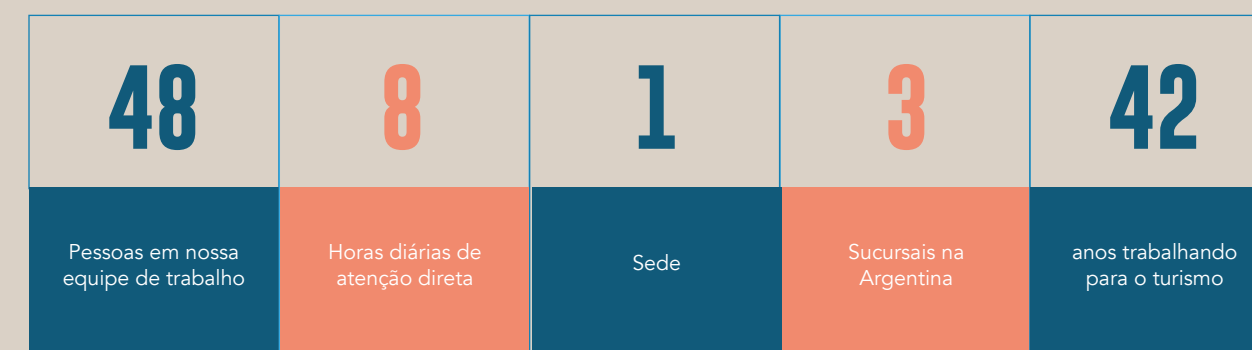 48
Pessoas em nossa
equipe de trabalho
8
Horas diárias de
atenção direta
1
Sede
3
Sucursais na
Argentina
42
anos trabalhando
para o turismo